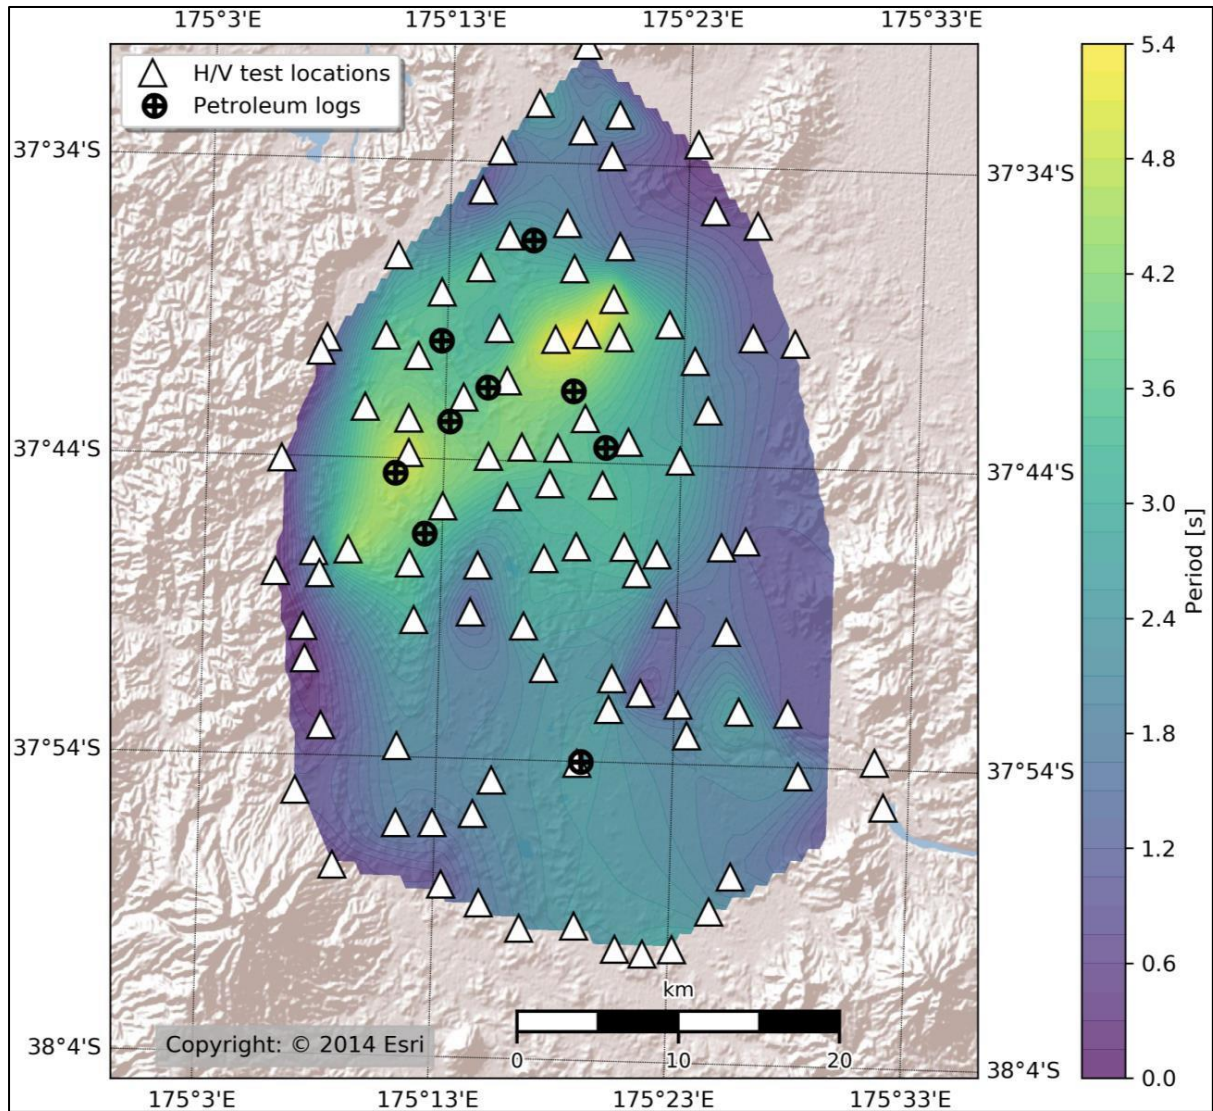 175°3'E 175°13'E 175°23'E 175°33'E
H/V test locations
Petroleum logs
37°34'S
37°34'S
37°44'S
37°44'S
37°54'S
37°54'S
38°4'S
38°4'S
5.4
4.8
4.2
3.6
3.0
2.4
1.8
1.2
0.6
0.0
Period [s]
km
0 10 20
Copyright: © 2014 Esri
175°3'E 175°13'E 175°23'E 175°33'E